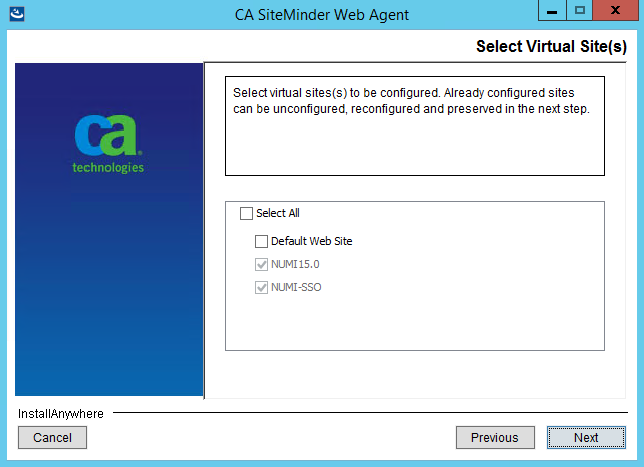 CA SiteMinder Web Agent
Select Virtual Site(s)
ca
technologies
Select virtual sites(s) to be configured. Already configured sites
can be unconfigured, reconfigured and preserved in the next step.
Select All
Default Web Site
NUMI15.0
NUMI-SSO
InstallAnywhere
Cancel
Previous
Next